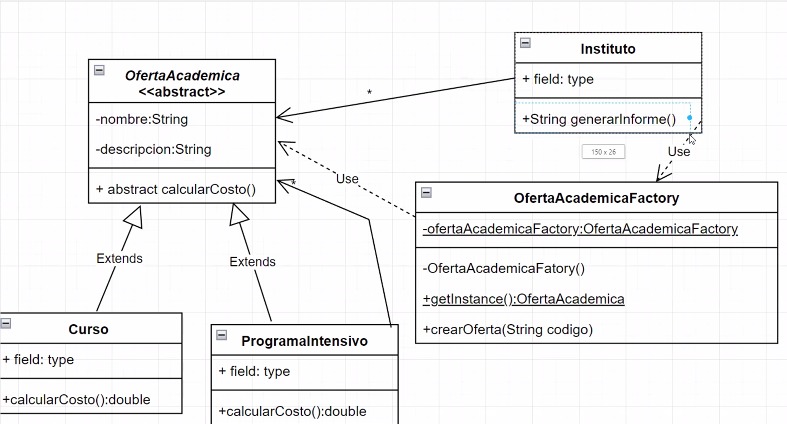 OfertaAcademica
<<abstract>>
-nombre:String
-descripcion:String
+ abstract calcularCosto()
*
Instituto
+ field: type
+String generarInforme()
150 x 26
Use
Use
*
OfertaAcademicaFactory
-ofertaAcademicaFactory:OfertaAcademicaFactory
-OfertaAcademicaFatory()
+getInstance():OfertaAcademica
+crearOferta(String codigo)
Extends
Extends
Curso
+ field: type
+calcularCosto():double
ProgramaIntensivo
+ field: type
+calcularCosto():double